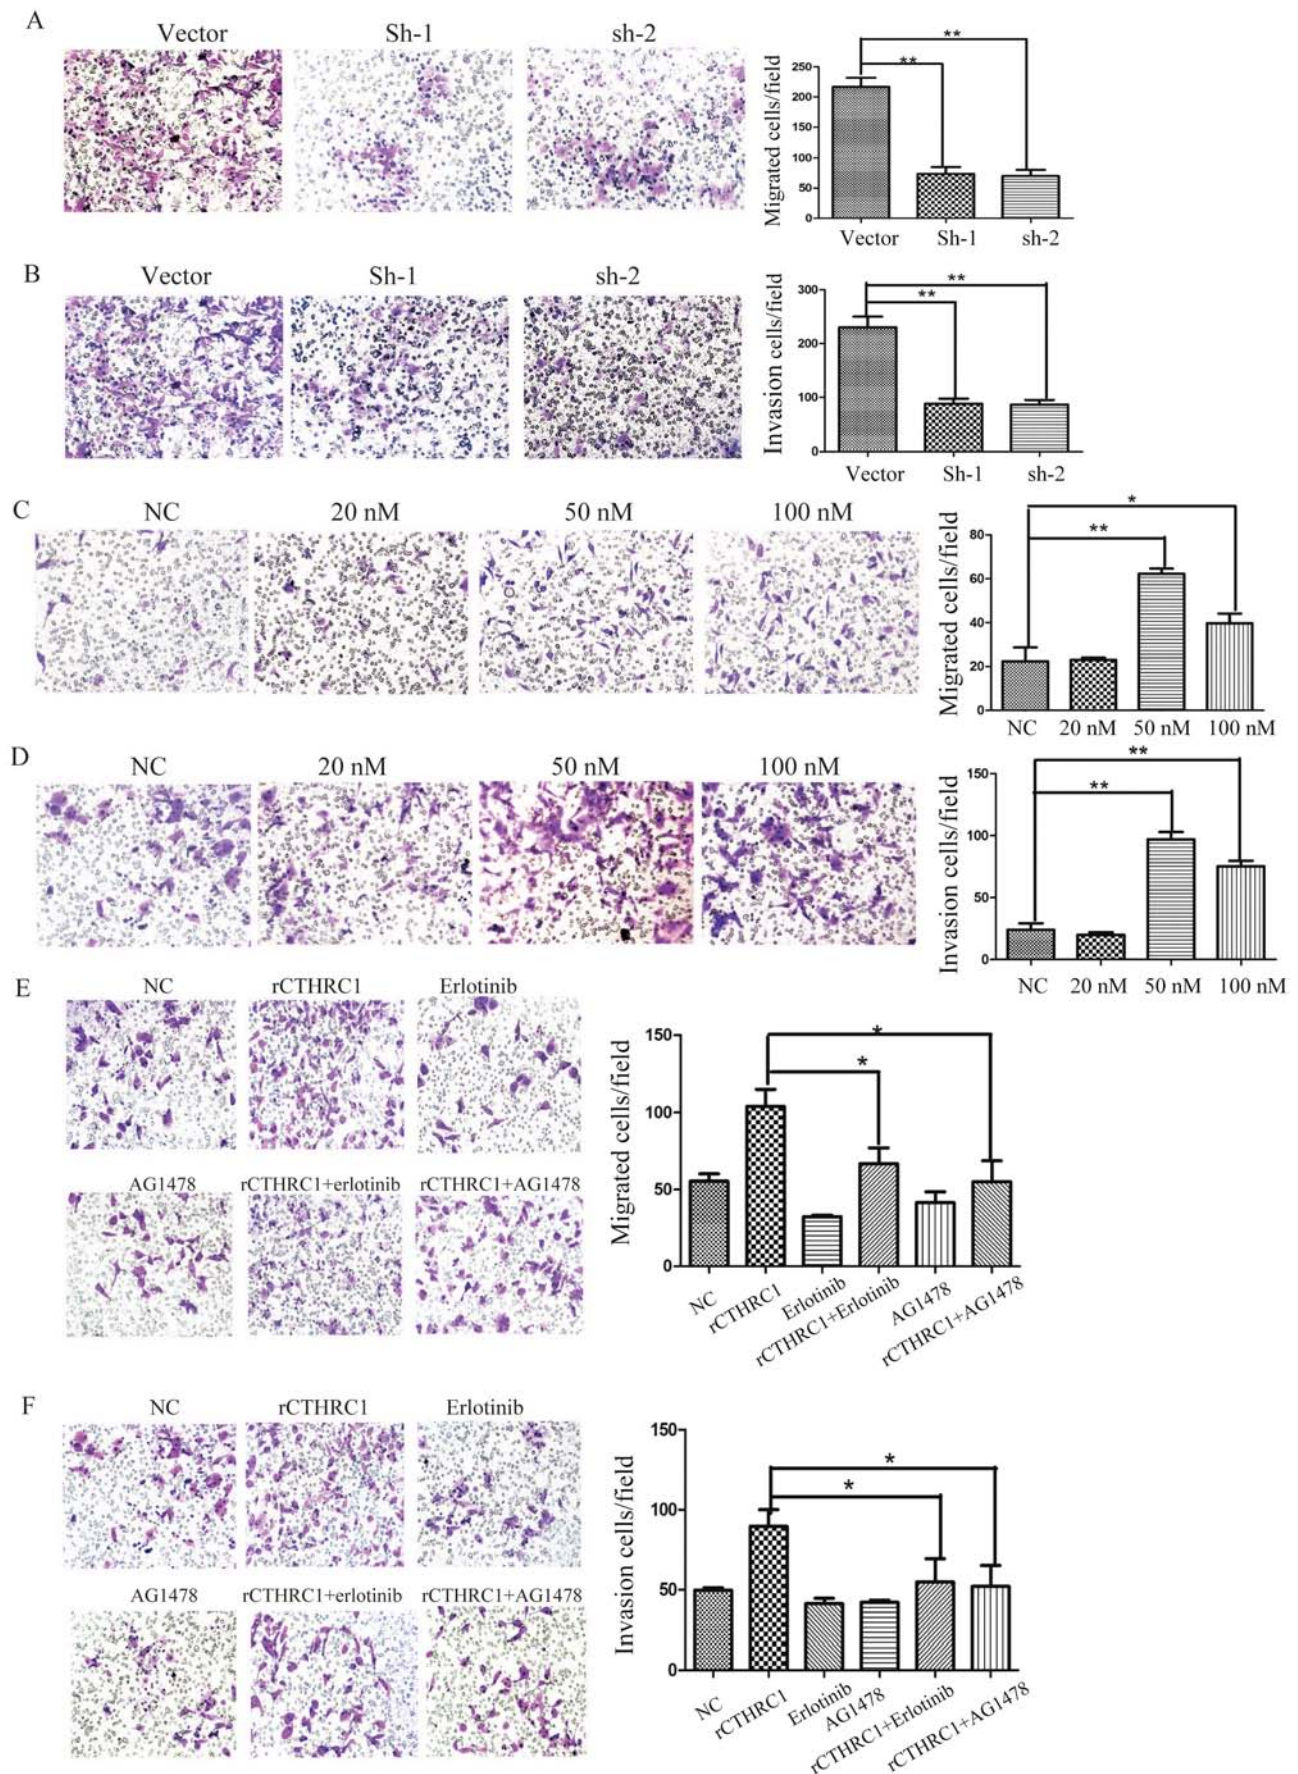 A
Vector Sh-1 sh-2
** 
**
Migrated cells/field
250
200
150
100
50
0
Vector Sh-1 sh-2
B
Vector Sh-1 sh-2
**
**
Invasion cells/field
300
200
100
0
Vector Sh-1 sh-2
C
NC 20 nM 50 nM 100 nM
*
**
Migrated cells/field
80
60
40
20
0
NC 20 nM 50 nM 100 nM
D
NC 20 nM 50 nM 100 nM
**
**
Invasion cells/field
150
100
50
0
NC 20 nM 50 nM 100 nM
E
NC rCTHRC1 Erlotinib
AG1478 rCTHRC1+erlotinib rCTHRC1+AG1478
*
*
Migrated cells/field
150
100
50
0
NC rCTHRC1 Erlotinib rCTHRC1+Erlotinib AG1478 rCTHRC1+AG1478
F
NC rCTHRC1 Erlotinib
AG1478 rCTHRC1+erlotinib rCTHRC1+AG1478
*
*
Invasion cells/field
150
100
50
0
NC rCTHRC1 Erlotinib AG1478 rCTHRC1+Erlotinib rCTHRC1+AG1478